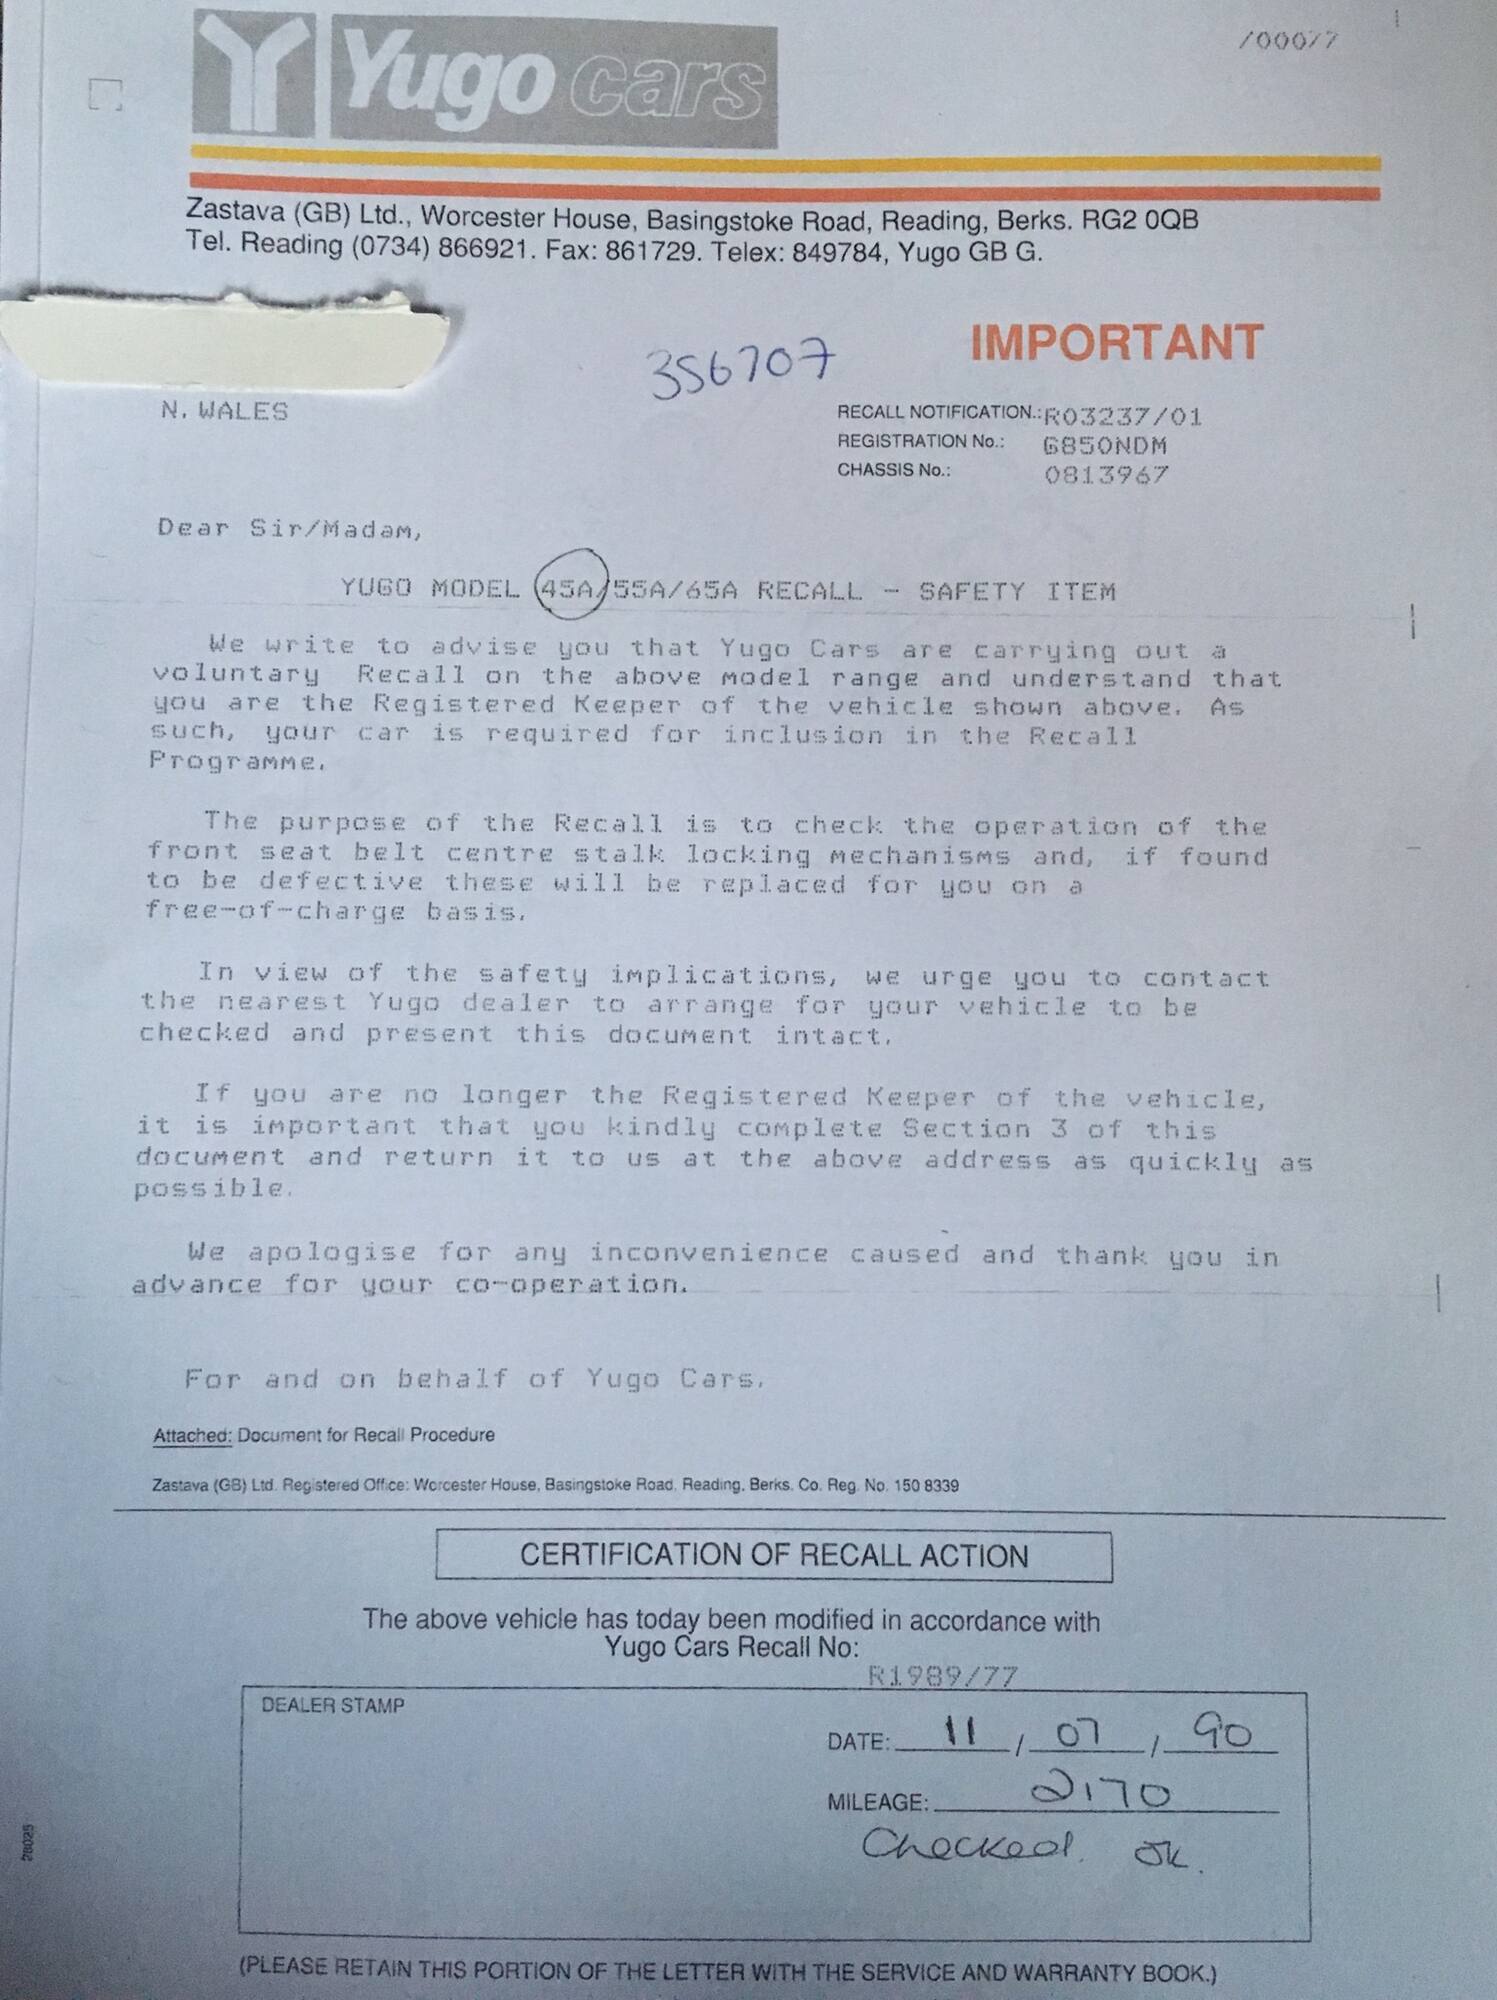 Yugo cars
/00077
Zastava (GB) Ltd., Worcester House, Basingstoke Road, Reading, Berks. RG2 0QB
Tel. Reading (0734) 866921. Fax: 861729. Telex: 849784, Yugo GB G.
IMPORTANT
356707
N. WALES
RECALL NOTIFICATION.: R03237/01
REGISTRATION No.: G850NDM
CHASSIS No.: 0813967
Dear Sir/Madam,
YUGO MODEL 45A/55A/65A RECALL - SAFETY ITEM
We write to advise you that Yugo Cars are carrying out a
voluntary Recall on the above model range and understand that
you are the Registered Keeper of the vehicle shown above. As
such, your car is required for inclusion in the Recall
Programme.
The purpose of the Recall is to check the operation of the
front seat belt centre stalk locking mechanisms and, if found
to be defective these will be replaced for you on a
free-of-charge basis.
In view of the safety implications, we urge you to contact
the nearest Yugo dealer to arrange for your vehicle to be
checked and present this document intact.
If you are no longer the Registered Keeper of the vehicle,
it is important that you kindly complete Section 3 of this
document and return it to us at the above address as quickly as
possible.
We apologise for any inconvenience caused and thank you in
advance for your co-operation.
For and on behalf of Yugo Cars.
Attached: Document for Recall Procedure
Zastava (GB) Ltd. Registered Office: Worcester House, Basingstoke Road, Reading, Berks. Co. Reg. No. 150 8339
CERTIFICATION OF RECALL ACTION
The above vehicle has today been modified in accordance with
Yugo Cars Recall No:
R1989/77
DEALER STAMP
DATE: 11 / 07 / 90
MILEAGE: 2170
Checked. OK.
28025
(PLEASE RETAIN THIS PORTION OF THE LETTER WITH THE SERVICE AND WARRANTY BOOK.)